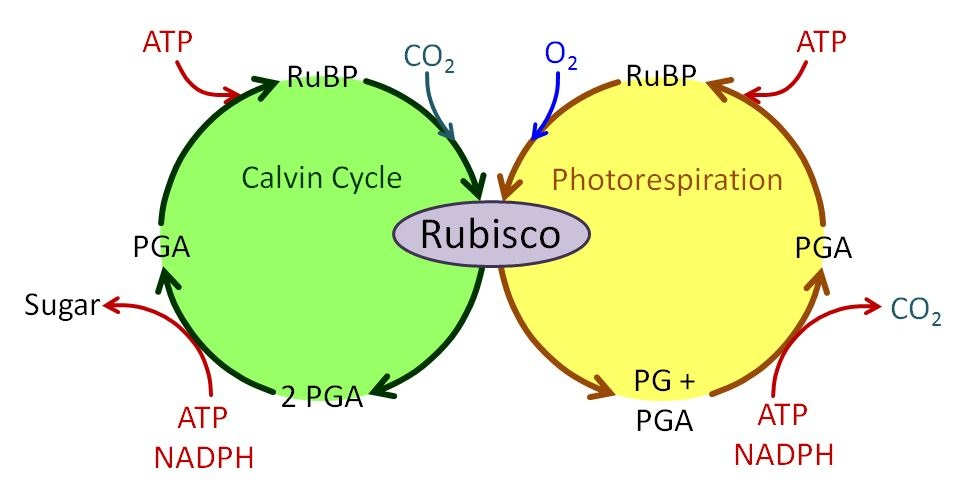 ATP
RuBP
CO₂
O₂
RuBP
ATP
Calvin Cycle
Photorespiration
Rubisco
PGA
PGA
Sugar
CO₂
2 PGA
PG +
PGA
ATP
NADPH
ATP
NADPH